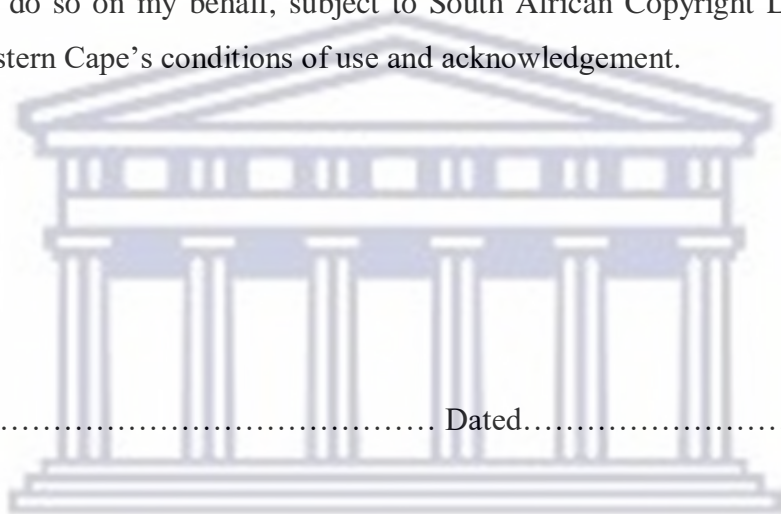 do so on my behalf, subject to South African Copyright
stern Cape's conditions of use and acknowledgement.
…………………………………… Dated……………………